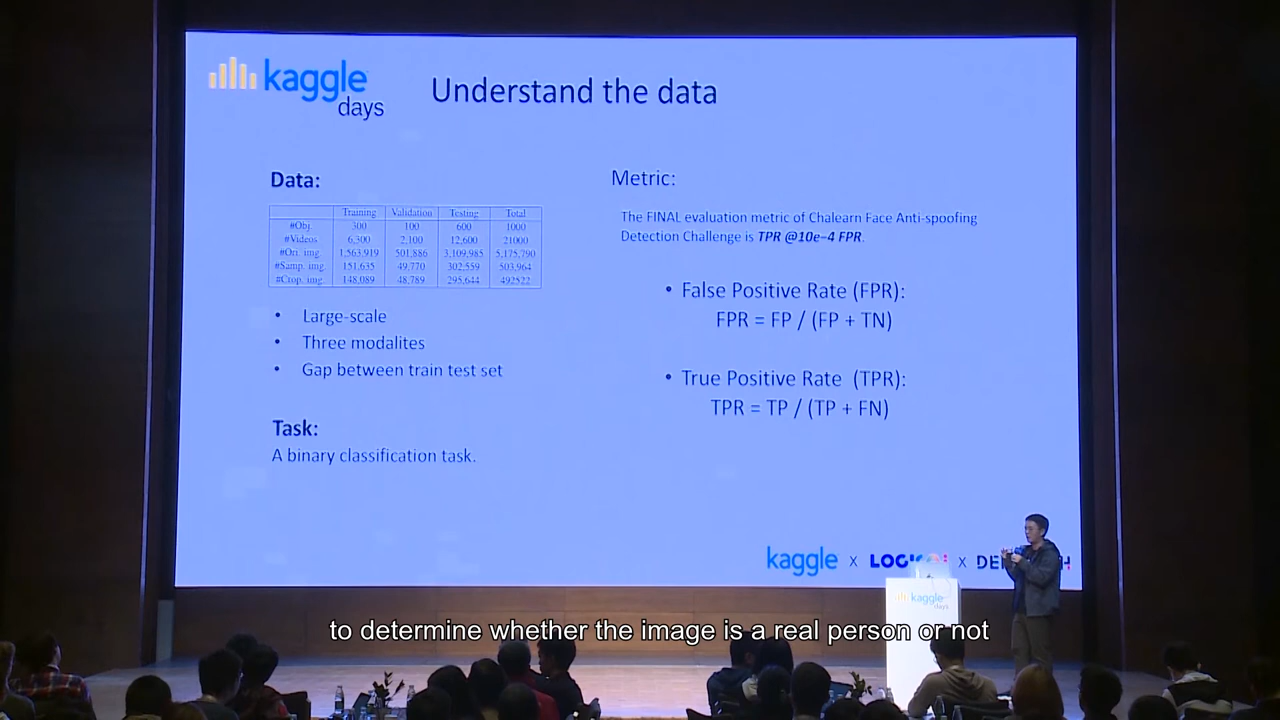 kaggle
days
Understand the data
Data:
Training Validation Testing Total
#Obj. 300 100 600 1000
#Videos 6,300 2,100 12,600 21000
#Ori. img. 1,563,919 501,886 3,109,985 5,175,790
#Samp. img. 151,635 49,770 302,559 503,964
#Crop. img. 148,089 48,789 295,644 492522
• Large-scale
• Three modalites
• Gap between train test set
Task:
A binary classification task.
Metric:
The FINAL evaluation metric of Chalearn Face Anti-spoofing
Detection Challenge is TPR @10e−4 FPR.
• False Positive Rate (FPR):
FPR = FP / (FP + TN)
• True Positive Rate (TPR):
TPR = TP / (TP + FN)
kaggle x x
kaggle
days
to determine whether the image is a real person or not